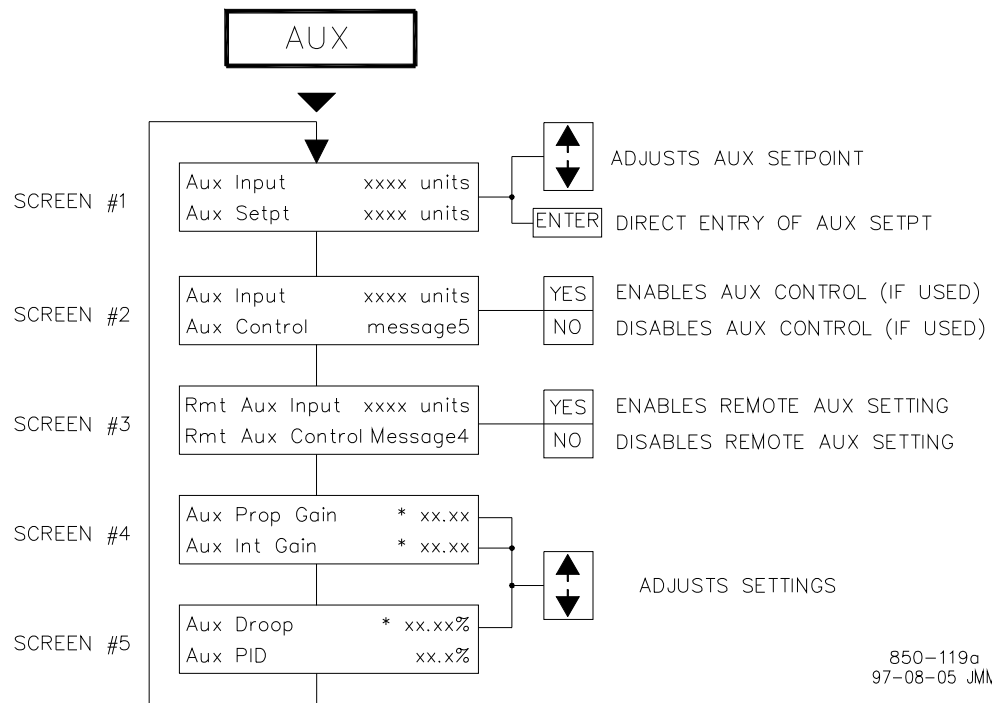 AUX
SCREEN #1
Aux Input xxxx units
Aux Setpt xxxx units
ADJUSTS AUX SETPOINT
ENTER DIRECT ENTRY OF AUX SETPT
SCREEN #2
Aux Input xxxx units
Aux Control message5
YES ENABLES AUX CONTROL (IF USED)
NO DISABLES AUX CONTROL (IF USED)
SCREEN #3
Rmt Aux Input xxxx units
Rmt Aux Control Message4
YES ENABLES REMOTE AUX SETTING
NO DISABLES REMOTE AUX SETTING
SCREEN #4
Aux Prop Gain * xx.xx
Aux Int Gain * xx.xx
ADJUSTS SETTINGS
SCREEN #5
Aux Droop * xx.xx%
Aux PID xx.x%
850-119a
97-08-05 JMM